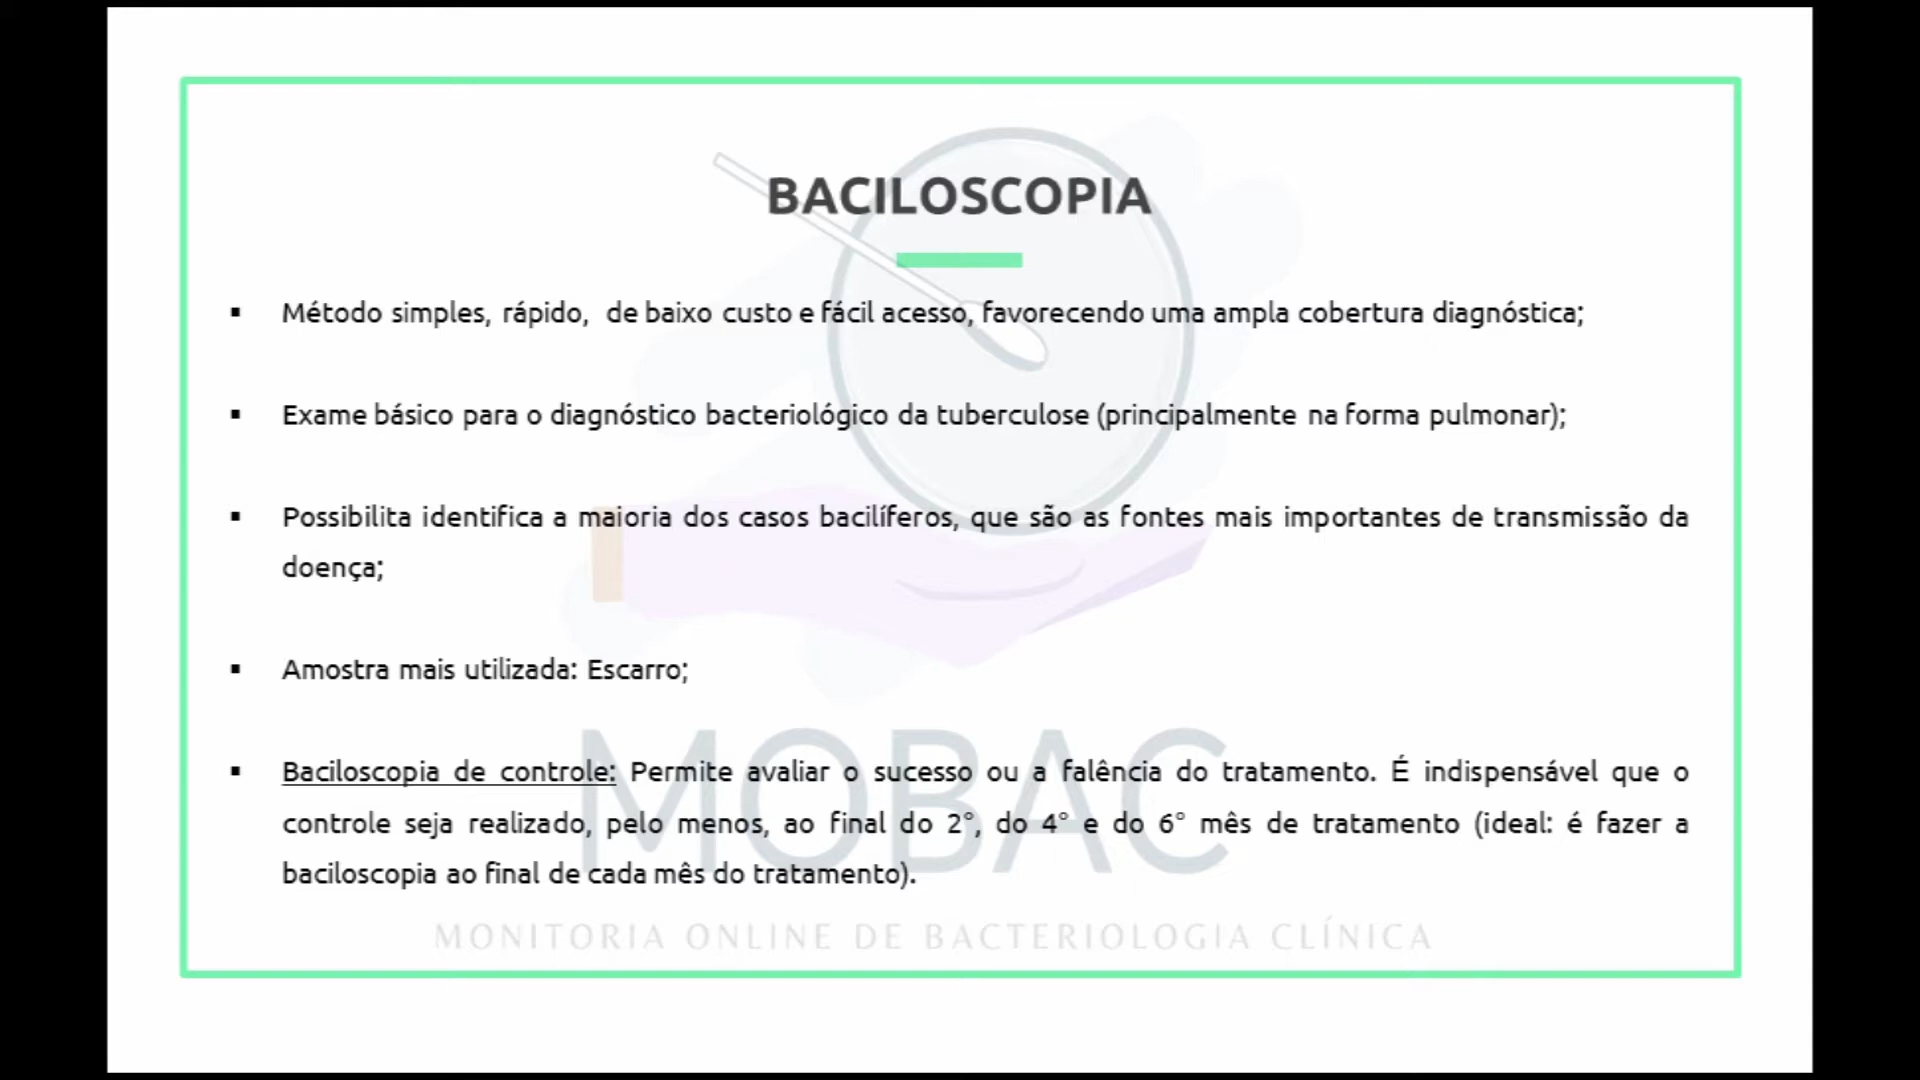 BACILOSCOPIA
▪ Método simples, rápido, de baixo custo e fácil acesso, favorecendo uma ampla cobertura diagnóstica;
▪ Exame básico para o diagnóstico bacteriológico da tuberculose (principalmente na forma pulmonar);
▪ Possibilita identifica a maioria dos casos bacilíferos, que são as fontes mais importantes de transmissão da
doença;
▪ Amostra mais utilizada: Escarro;
▪ Baciloscopia de controle: Permite avaliar o sucesso ou a falência do tratamento. É indispensável que o
controle seja realizado, pelo menos, ao final do 2°, do 4° e do 6° mês de tratamento (ideal: é fazer a
baciloscopia ao final de cada mês do tratamento).
MOBAC
MONITORIA ONLINE DE BACTERIOLOGIA CLÍNICA